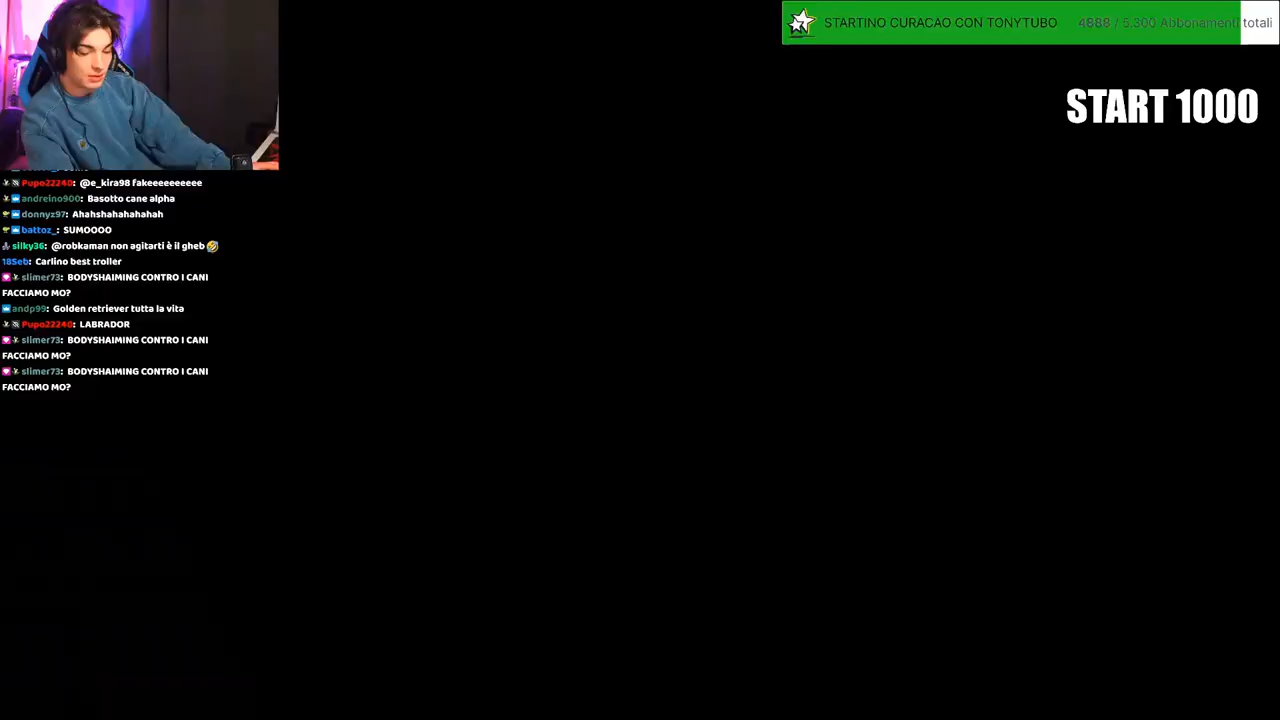 STARTINO CURACAO CON TONYTUBO 4888 / 5.300 Abbonamenti totali
START 1000
Pupo22240: @e_kira98 fakeeeeeeeeee
andreino900: Basotto cane alpha
donnyz97: Ahahshahahahahah
battoz_: SUMOOOO
silky36: @robkaman non agitarti è il gheb
18Seb: Carlino best troller
slimer73: BODYSHAIMING CONTRO I CANI
FACCIAMO MO?
andp99: Golden retriever tutta la vita
Pupo22240: LABRADOR
slimer73: BODYSHAIMING CONTRO I CANI
FACCIAMO MO?
slimer73: BODYSHAIMING CONTRO I CANI
FACCIAMO MO?